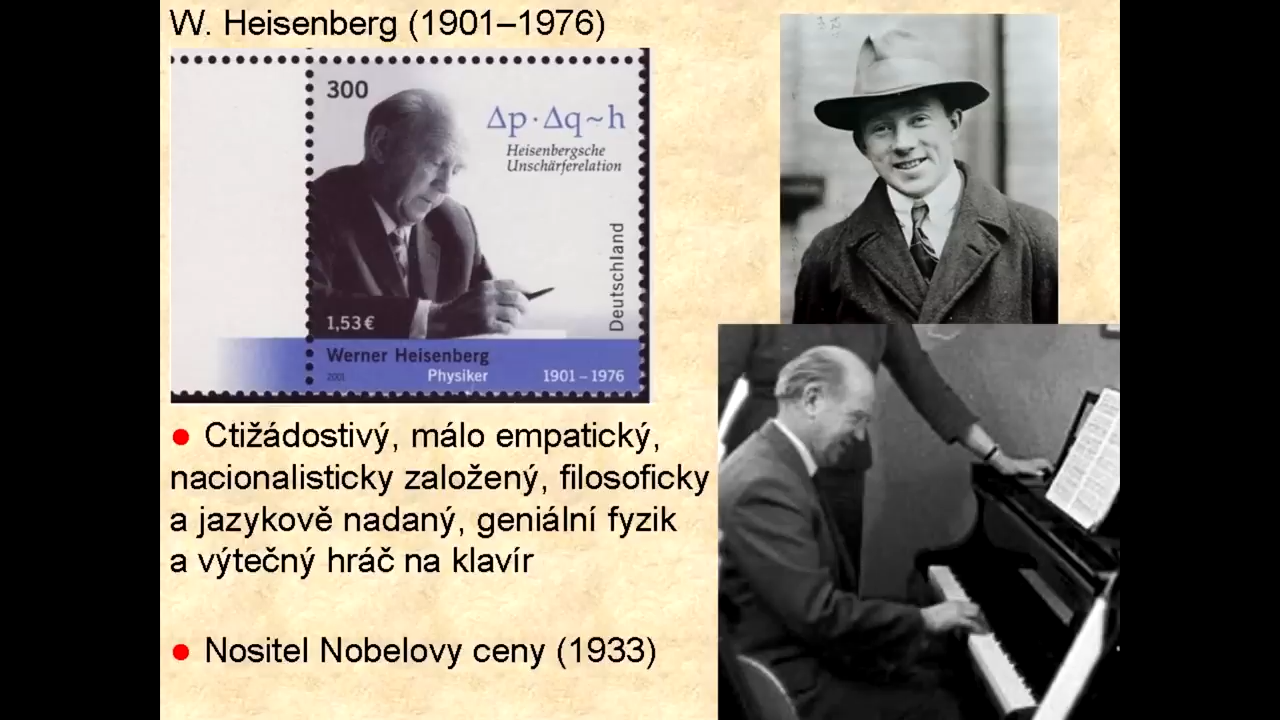 W. Heisenberg (1901–1976)
300
Δp · Δq ~ h
Heisenbergsche
Unschärferelation
Deutschland
1,53 €
Werner Heisenberg
2001
Physiker
1901 – 1976
● Ctižádostivý, málo empatický,
nacionalisticky založený, filosoficky
a jazykově nadaný, geniální fyzik
a výtečný hráč na klavír
● Nositel Nobelovy ceny (1933)